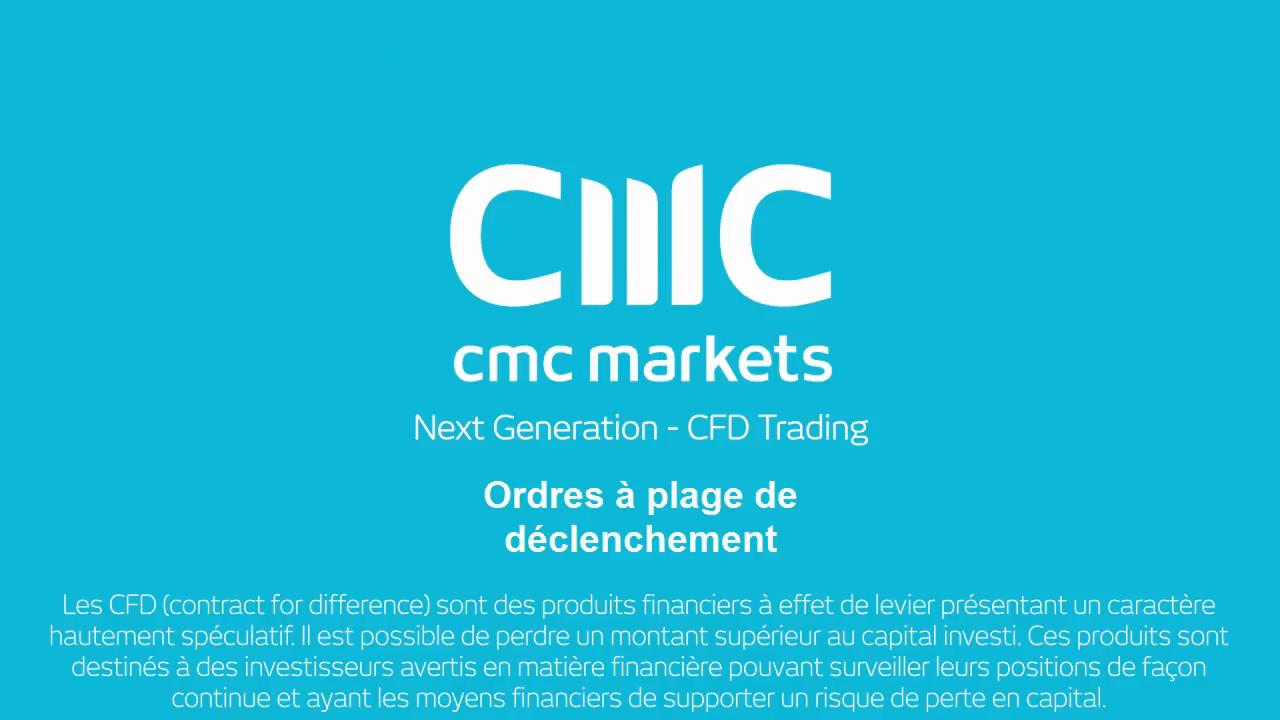 CMC
cmc markets
Next Generation - CFD Trading
Ordres à plage de
déclenchement
Les CFD (contract for difference) sont des produits financiers à effet de levier présentant un caractère
hautement spéculatif. Il est possible de perdre un montant supérieur au capital investi. Ces produits sont
destinés à des investisseurs avertis en matière financière pouvant surveiller leurs positions de façon
continue et ayant les moyens financiers de supporter un risque de perte en capital.